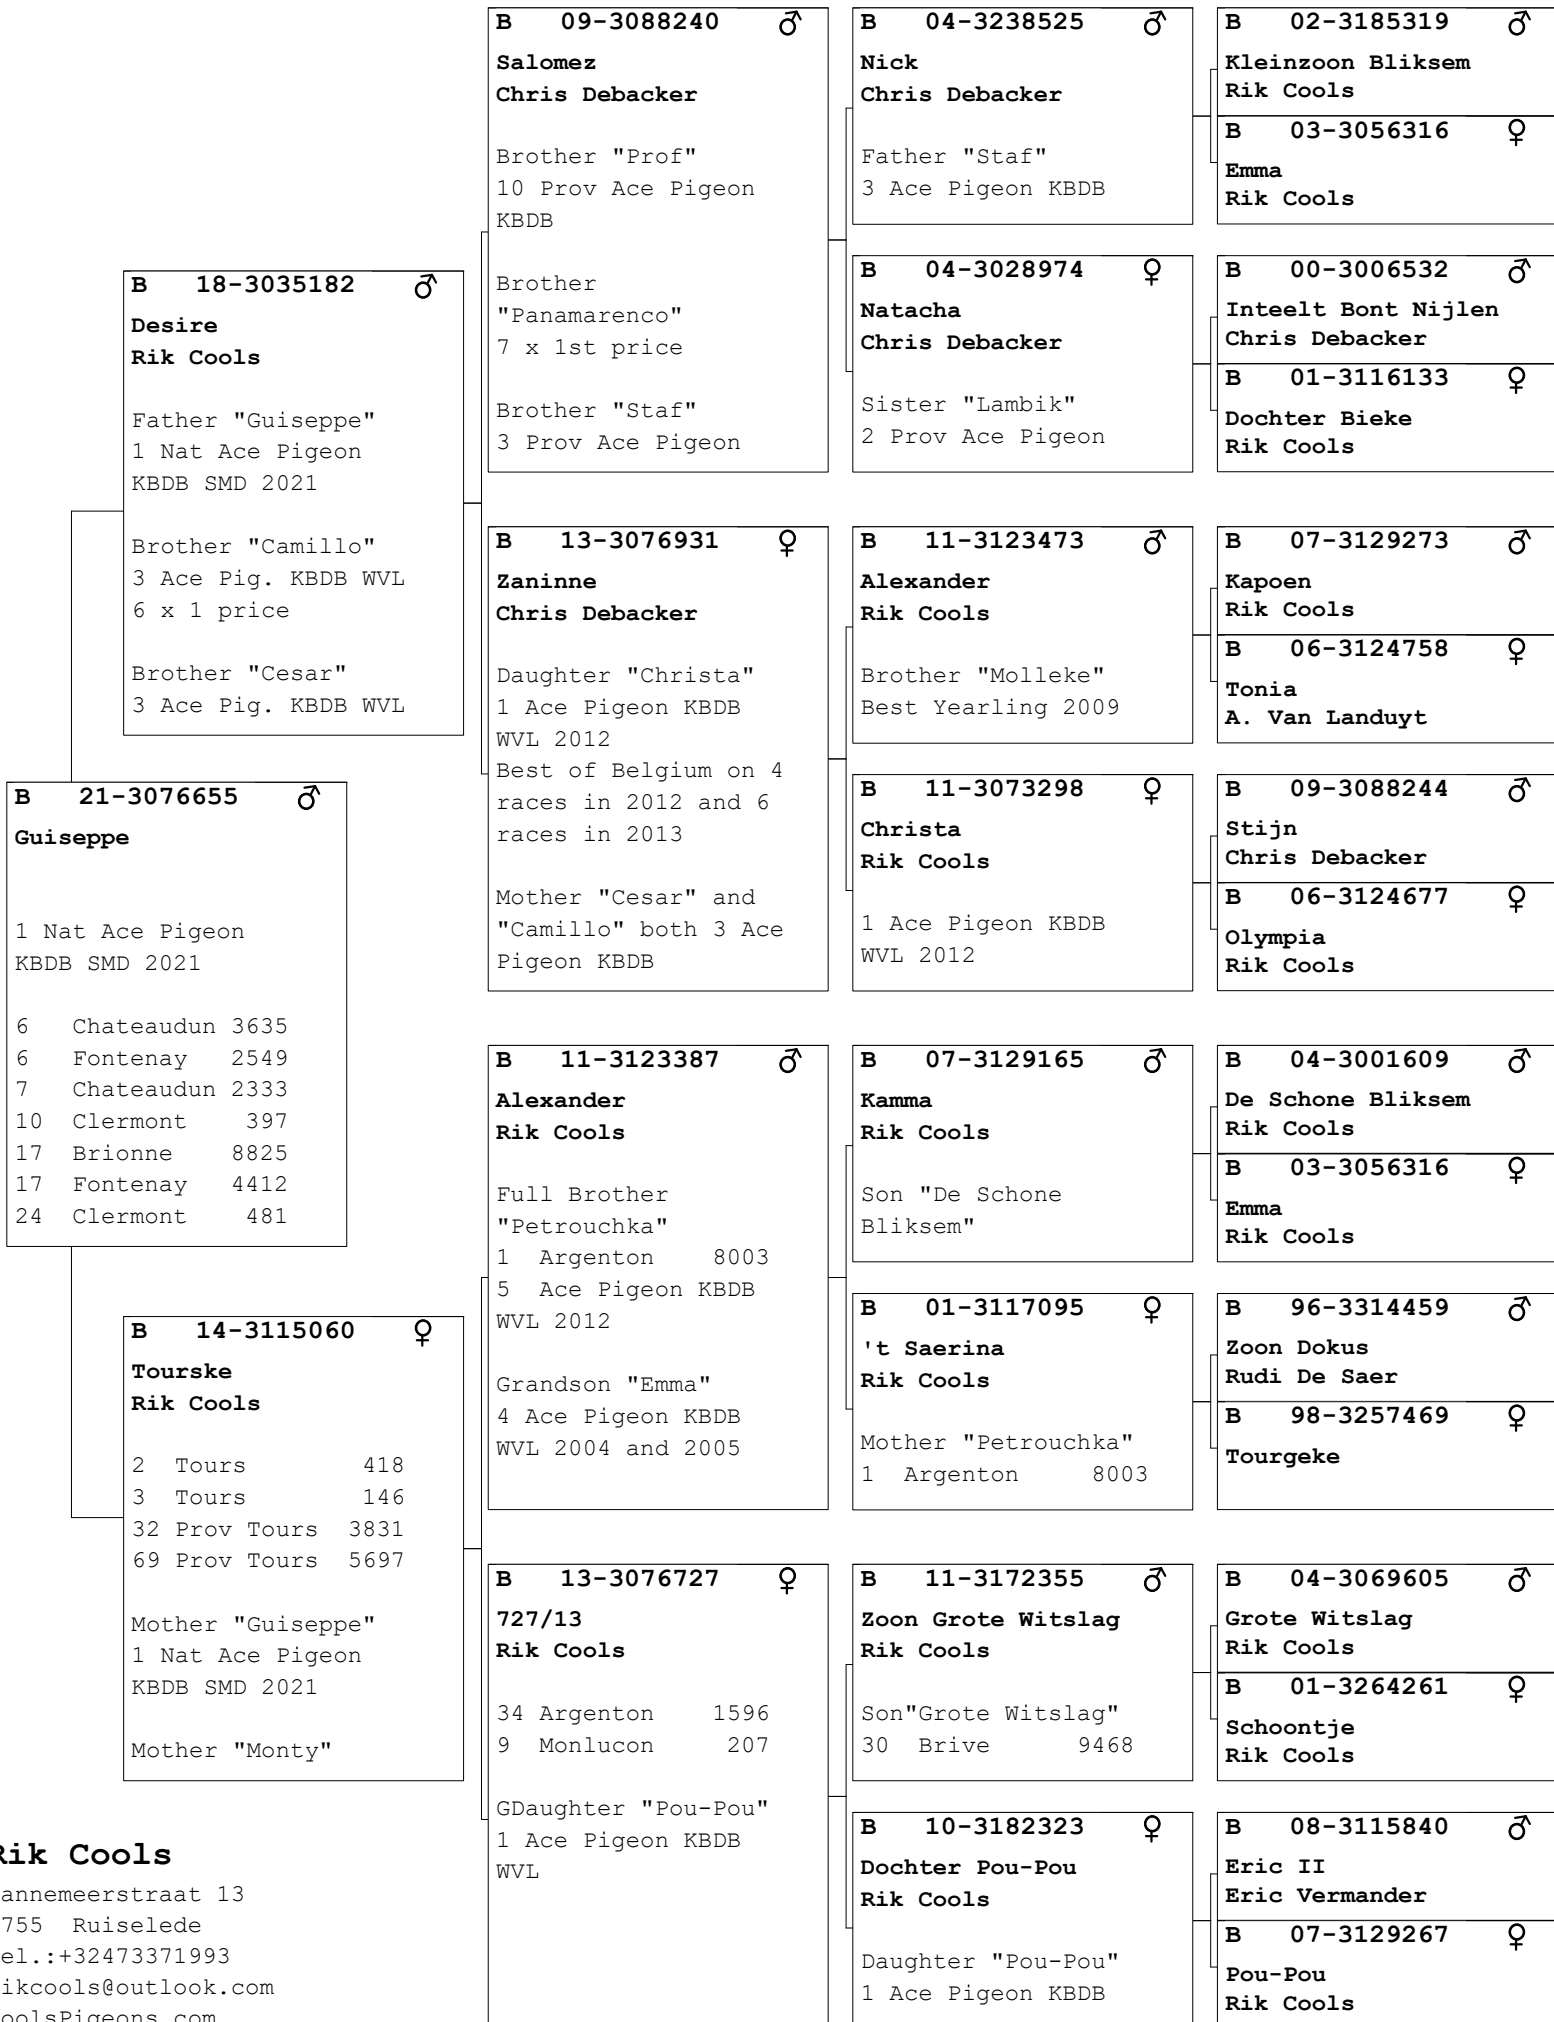 B 21-3076655 ♂
Guiseppe
1 Nat Ace Pigeon
KBDB SMD 2021
6 Chateaudun 3635
6 Fontenay 2549
7 Chateaudun 2333
10 Clermont 397
17 Brionne 8825
17 Fontenay 4412
24 Clermont 481
B 18-3035182 ♂
Desire
Rik Cools
Father "Guiseppe"
1 Nat Ace Pigeon
KBDB SMD 2021
Brother "Camillo"
3 Ace Pig. KBDB WVL
6 x 1 price
Brother "Cesar"
3 Ace Pig. KBDB WVL
B 14-3115060 ♀
Tourske
Rik Cools
2 Tours 418
3 Tours 146
32 Prov Tours 3831
69 Prov Tours 5697
Mother "Guiseppe"
1 Nat Ace Pigeon
KBDB SMD 2021
Mother "Monty"
B 09-3088240 ♂
Salomez
Chris Debacker
Brother "Prof"
10 Prov Ace Pigeon
KBDB
Brother
"Panamarenco"
7 x 1st price
Brother "Staf"
3 Prov Ace Pigeon
B 13-3076931 ♀
Zaninne
Chris Debacker
Daughter "Christa"
1 Ace Pigeon KBDB
WVL 2012
Best of Belgium on 4
races in 2012 and 6
races in 2013
Mother "Cesar" and
"Camillo" both 3 Ace
Pigeon KBDB
B 11-3123387 ♂
Alexander
Rik Cools
Full Brother
"Petrouchka"
1 Argenton 8003
5 Ace Pigeon KBDB
WVL 2012
Grandson "Emma"
4 Ace Pigeon KBDB
WVL 2004 and 2005
B 13-3076727 ♀
727/13
Rik Cools
34 Argenton 1596
9 Monlucon 207
GDaughter "Pou-Pou"
1 Ace Pigeon KBDB
WVL
B 04-3238525 ♂
Nick
Chris Debacker
Father "Staf"
3 Ace Pigeon KBDB
B 04-3028974 ♀
Natacha
Chris Debacker
Sister "Lambik"
2 Prov Ace Pigeon
B 11-3123473 ♂
Alexander
Rik Cools
Brother "Molleke"
Best Yearling 2009
B 11-3073298 ♀
Christa
Rik Cools
1 Ace Pigeon KBDB
WVL 2012
B 07-3129165 ♂
Kamma
Rik Cools
Son "De Schone
Bliksem"
B 01-3117095 ♀
't Saerina
Rik Cools
Mother "Petrouchka"
1 Argenton 8003
B 11-3172355 ♂
Zoon Grote Witslag
Rik Cools
Son"Grote Witslag"
30 Brive 9468
B 10-3182323 ♀
Dochter Pou-Pou
Rik Cools
Daughter "Pou-Pou"
1 Ace Pigeon KBDB
B 02-3185319 ♂
Kleinzoon Bliksem
Rik Cools
B 03-3056316 ♀
Emma
Rik Cools
B 00-3006532 ♂
Inteelt Bont Nijlen
Chris Debacker
B 01-3116133 ♀
Dochter Bieke
Rik Cools
B 07-3129273 ♂
Kapoen
Rik Cools
B 06-3124758 ♀
Tonia
A. Van Landuyt
B 09-3088244 ♂
Stijn
Chris Debacker
B 06-3124677 ♀
Olympia
Rik Cools
B 04-3001609 ♂
De Schone Bliksem
Rik Cools
B 03-3056316 ♀
Emma
Rik Cools
B 96-3314459 ♂
Zoon Dokus
Rudi De Saer
B 98-3257469 ♀
Tourgeke
B 04-3069605 ♂
Grote Witslag
Rik Cools
B 01-3264261 ♀
Schoontje
Rik Cools
B 08-3115840 ♂
Eric II
Eric Vermander
B 07-3129267 ♀
Pou-Pou
Rik Cools
Rik Cools
annemeerstraat 13
755 Ruiselede
el.:+32473371993
ikcools@outlook.com
oolsPigeons.com